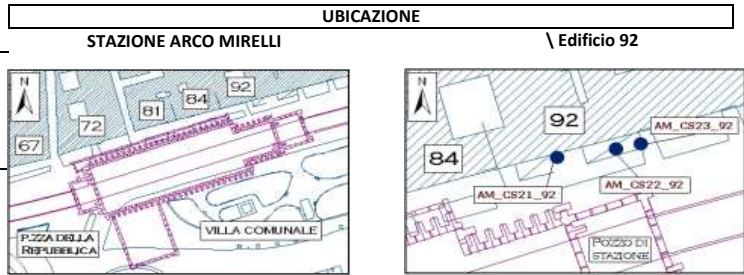 UBICAZIONE
STAZIONE ARCO MIRELLI
\ Edificio 92
N
67
72
81
84
92
P.ZZA DELLA
REPUBBLICA
VILLA COMUNALE
N
84
92
AM_CS23_92
AM_CS21_92
AM_CS22_92
POZZO DI
STAZIONE